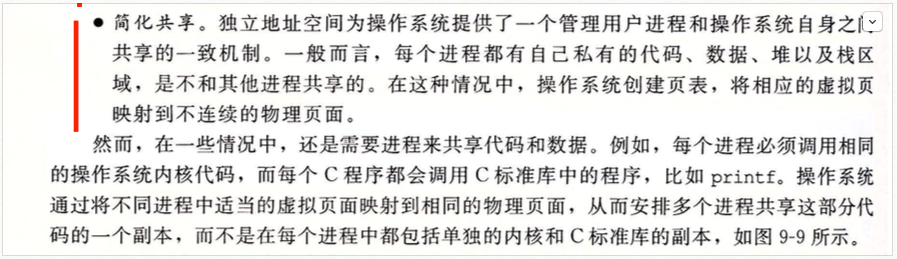 ● 简化共享。独立地址空间为操作系统提供了一个管理用户进程和操作系统自身之间
共享的一致机制。一般而言，每个进程都有自己私有的代码、数据、堆以及栈区
域，是不和其他进程共享的。在这种情况中，操作系统创建页表，将相应的虚拟页
映射到不连续的物理页面。
然而，在一些情况中，还是需要进程来共享代码和数据。例如，每个进程必须调用相同
的操作系统内核代码，而每个 C 程序都会调用 C 标准库中的程序，比如 printf。操作系统
通过将不同进程中适当的虚拟页面映射到相同的物理页面，从而安排多个进程共享这部分代
码的一个副本，而不是在每个进程中都包括单独的内核和 C 标准库的副本，如图 9-9 所示。